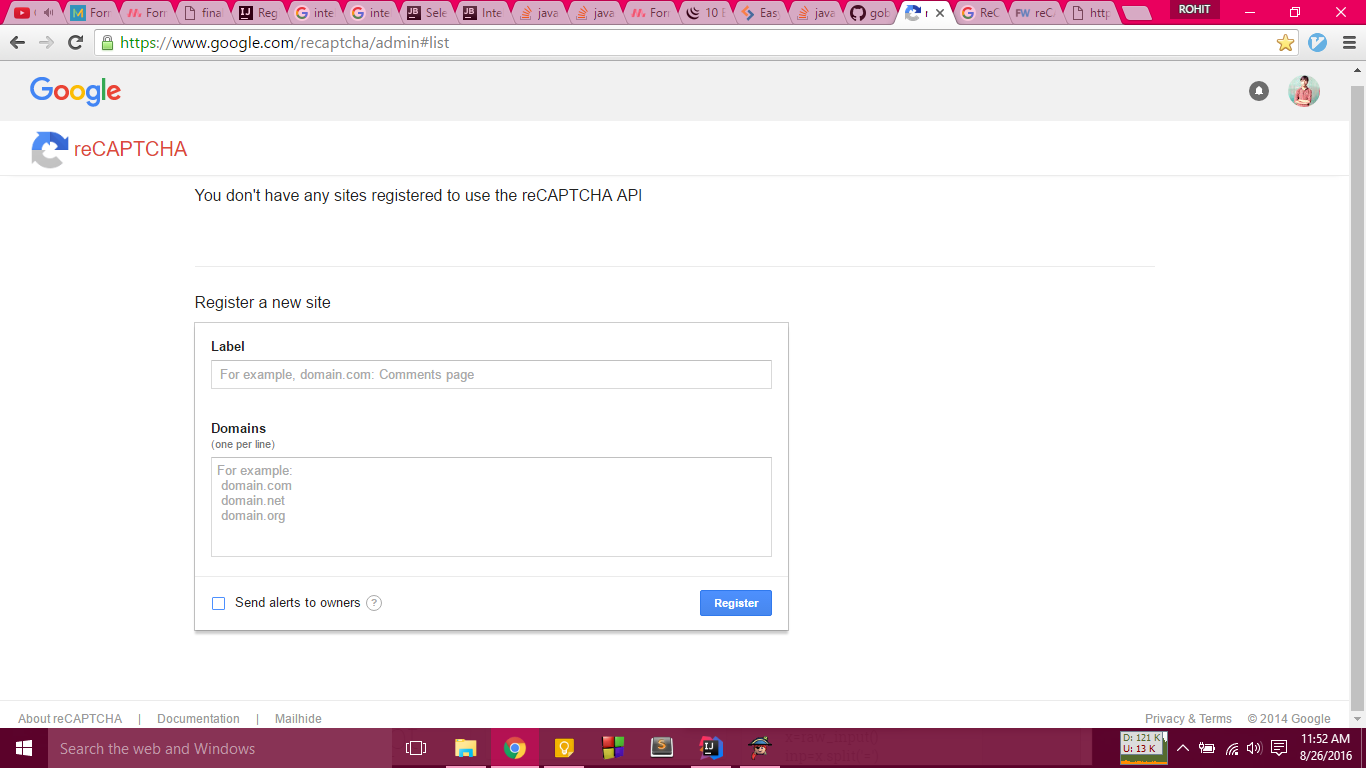 For
For
fina
Reg
inte
inte
Sele
Inte
java
java
For
10
Easy
java
gob
ReC
reC
http
ROHIT
https://www.google.com/recaptcha/admin#list
Google
reCAPTCHA
You don't have any sites registered to use the reCAPTCHA API
Register a new site
Label
For example, domain.com: Comments page
Domains
(one per line)
For example:
domain.com
domain.net
domain.org
Send alerts to owners ?
Register
About reCAPTCHA | Documentation | Mailhide
Privacy & Terms © 2014 Google
Search the web and Windows
D: 121 K
U: 13 K
11:52 AM
8/26/2016